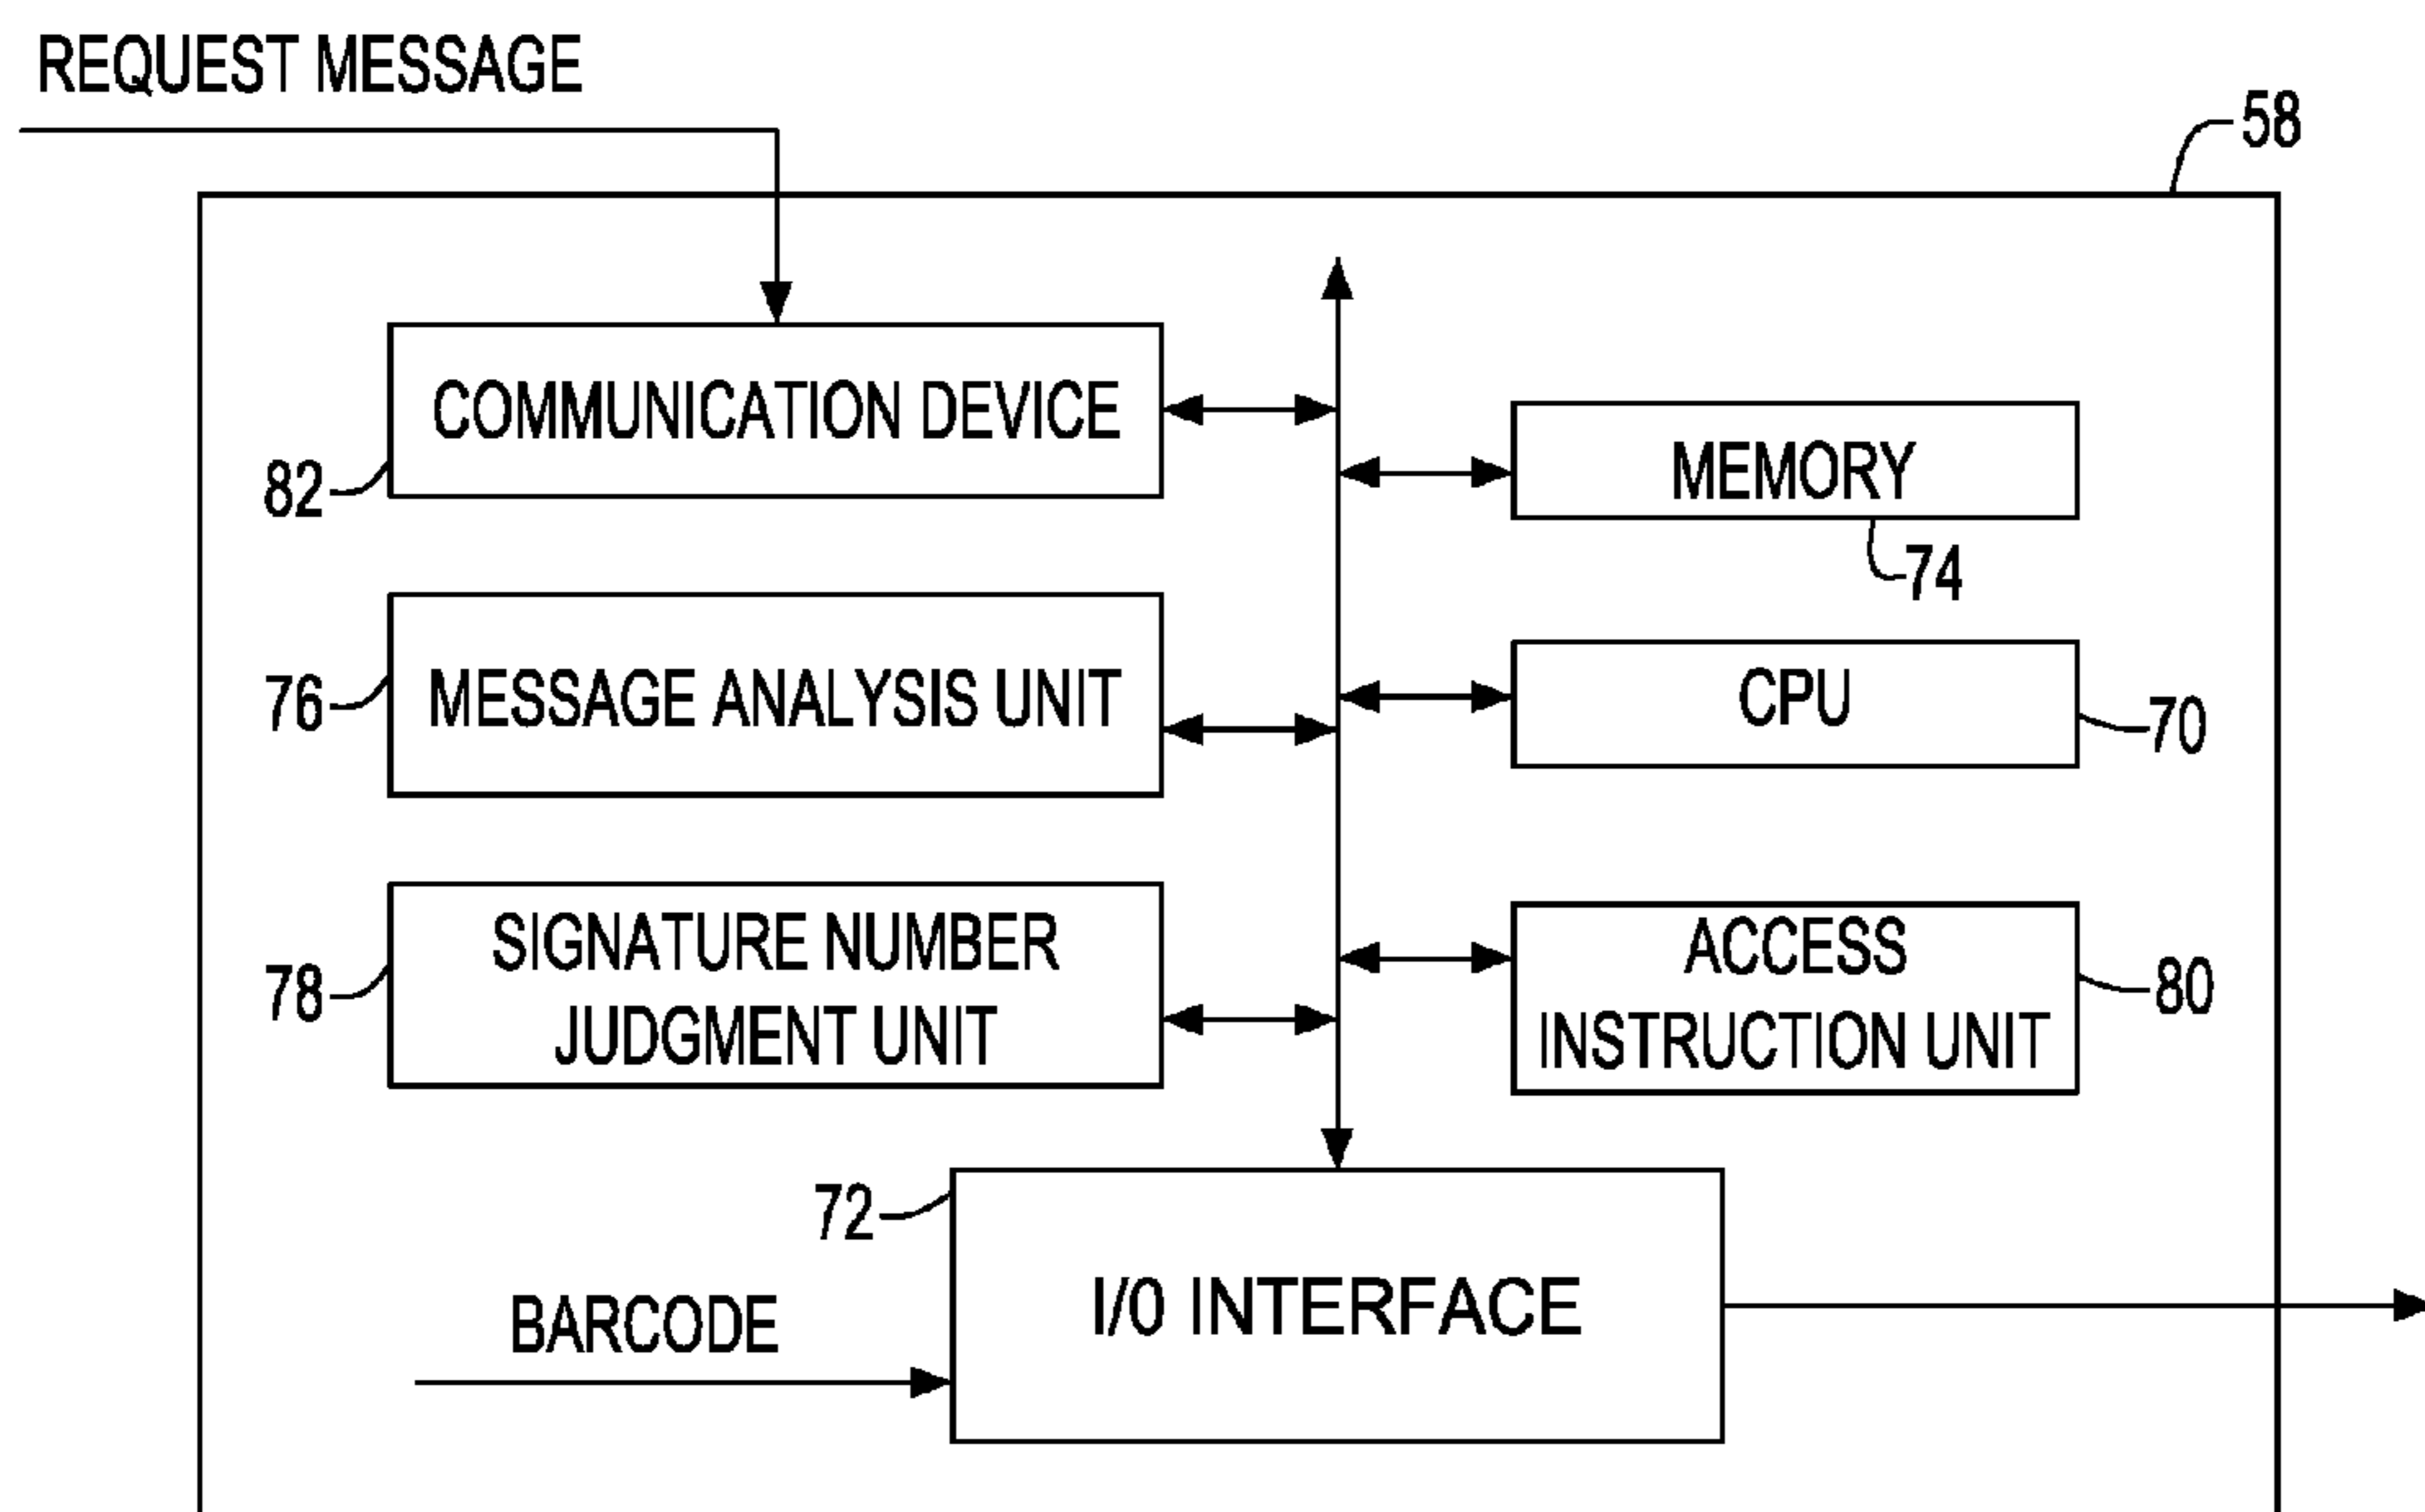 REQUEST MESSAGE
58
COMMUNICATION DEVICE
82
MEMORY
74
MESSAGE ANALYSIS UNIT
76
CPU
70
SIGNATURE NUMBER
JUDGMENT UNIT
78
ACCESS
INSTRUCTION UNIT
80
72
I/O INTERFACE
BARCODE